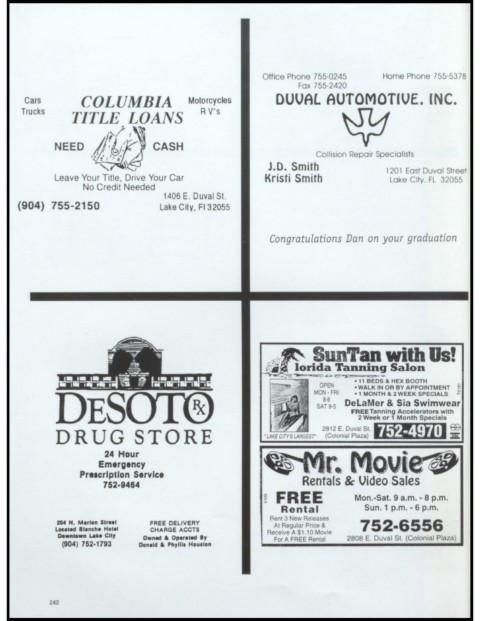 Cars
Trucks
COLUMBIA
TITLE LOANS
Motorcycles
R V's
NEED CASH
Leave Your Title, Drive Your Car
No Credit Needed
(904) 755-2150
1406 E. Duval St.
Lake City, Fl 32055
Office Phone 755-0245 Home Phone 755-5378
Fax 755-2420
DUVAL AUTOMOTIVE, INC.
Collision Repair Specialists
J.D. Smith
Kristi Smith
1201 East Duval Street
Lake City, FL 32055
Congratulations Dan on your graduation
DESOTO RX
DRUG STORE
24 Hour
Emergency
Prescription Service
752-9464
204 N. Marion Street
Located Blanche Hotel
Downtown Lake City
(904) 752-1793
FREE DELIVERY
CHARGE ACCTS
Owned & Operated By
Donald & Phyllis Houston
SunTan with Us!
lorida Tanning Salon
OPEN
MON - FRI
8-8
SAT 9-5
• 11 BEDS & HEX BOOTH
• WALK IN OR BY APPOINTMENT
• 1 MONTH & 2 WEEK SPECIALS
DeLaMer & Sia Swimwear
FREE Tanning Accelerators with
2 Week or 1 Month Specials
"LAKE CITY'S LARGEST"
2812 E. Duval St.
(Colonial Plaza)
752-4970
Mr. Movie
Rentals & Video Sales
FREE
Rental
Rent 3 New Releases
At Regular Price &
Receive A $1.10 Movie
For A FREE Rental
Mon.-Sat. 9 a.m. - 8 p.m.
Sun. 1 p.m. - 6 p.m.
752-6556
2808 E. Duval St. (Colonial Plaza)
242